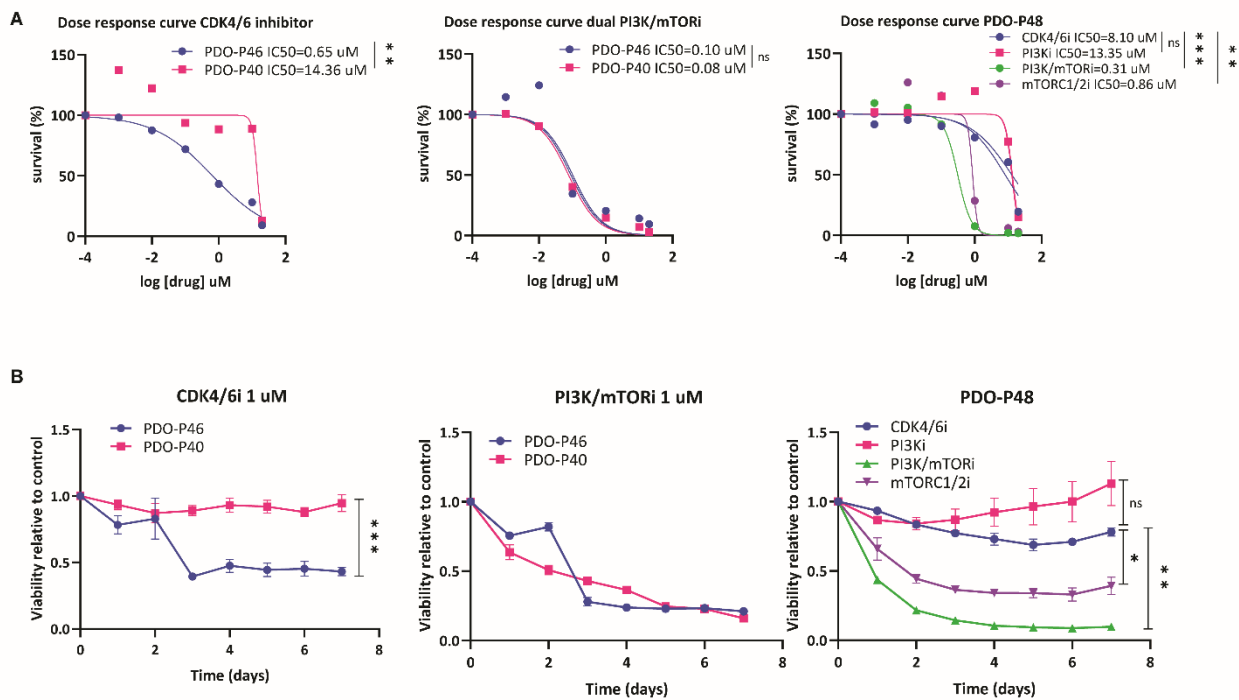 A
Dose response curve CDK4/6 inhibitor
PDO-P46 IC50=0.65 uM
PDO-P40 IC50=14.36 uM
**
150
100
50
0
survival (%)
-4
-2
0
2
log [drug] uM
Dose response curve dual PI3K/mTORi
PDO-P46 IC50=0.10 uM
PDO-P40 IC50=0.08 uM
ns
150
100
50
0
survival (%)
-4
-2
0
2
log [drug] uM
Dose response curve PDO-P48
CDK4/6i IC50=8.10 uM
PI3Ki IC50=13.35 uM
PI3K/mTORi=0.31 uM
mTORC1/2i IC50=0.86 uM
ns
***
**
150
100
50
0
survival (%)
-4
-2
0
2
log [drug] uM
B
CDK4/6i 1 uM
PDO-P46
PDO-P40
***
1.5
1.0
0.5
0.0
Viability relative to control
0
2
4
6
8
Time (days)
PI3K/mTORi 1 uM
PDO-P46
PDO-P40
1.5
1.0
0.5
0.0
Viability relative to control
0
2
4
6
8
Time (days)
PDO-P48
CDK4/6i
PI3Ki
PI3K/mTORi
mTORC1/2i
ns
*
**
1.5
1.0
0.5
0.0
Viability relative to control
0
2
4
6
8
Time (days)